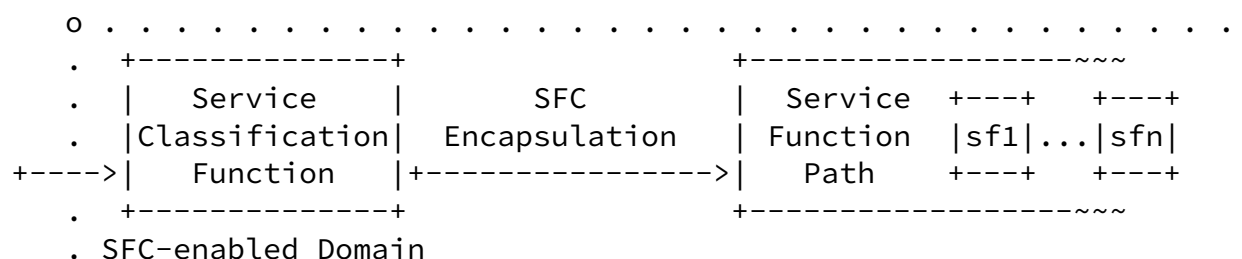 o . . . . . . . . . . . . . . . . . . . . . . . . . . . . . . . .
.  +--------------+                  +------------------~~~
.  |   Service    |       SFC        |  Service  +---+   +---+
.  |Classification|  Encapsulation   | Function  |sf1|...|sfn|
+---->|   Function   |+---------------->|   Path    +---+   +---+
.  +--------------+                  +------------------~~~
. SFC-enabled Domain